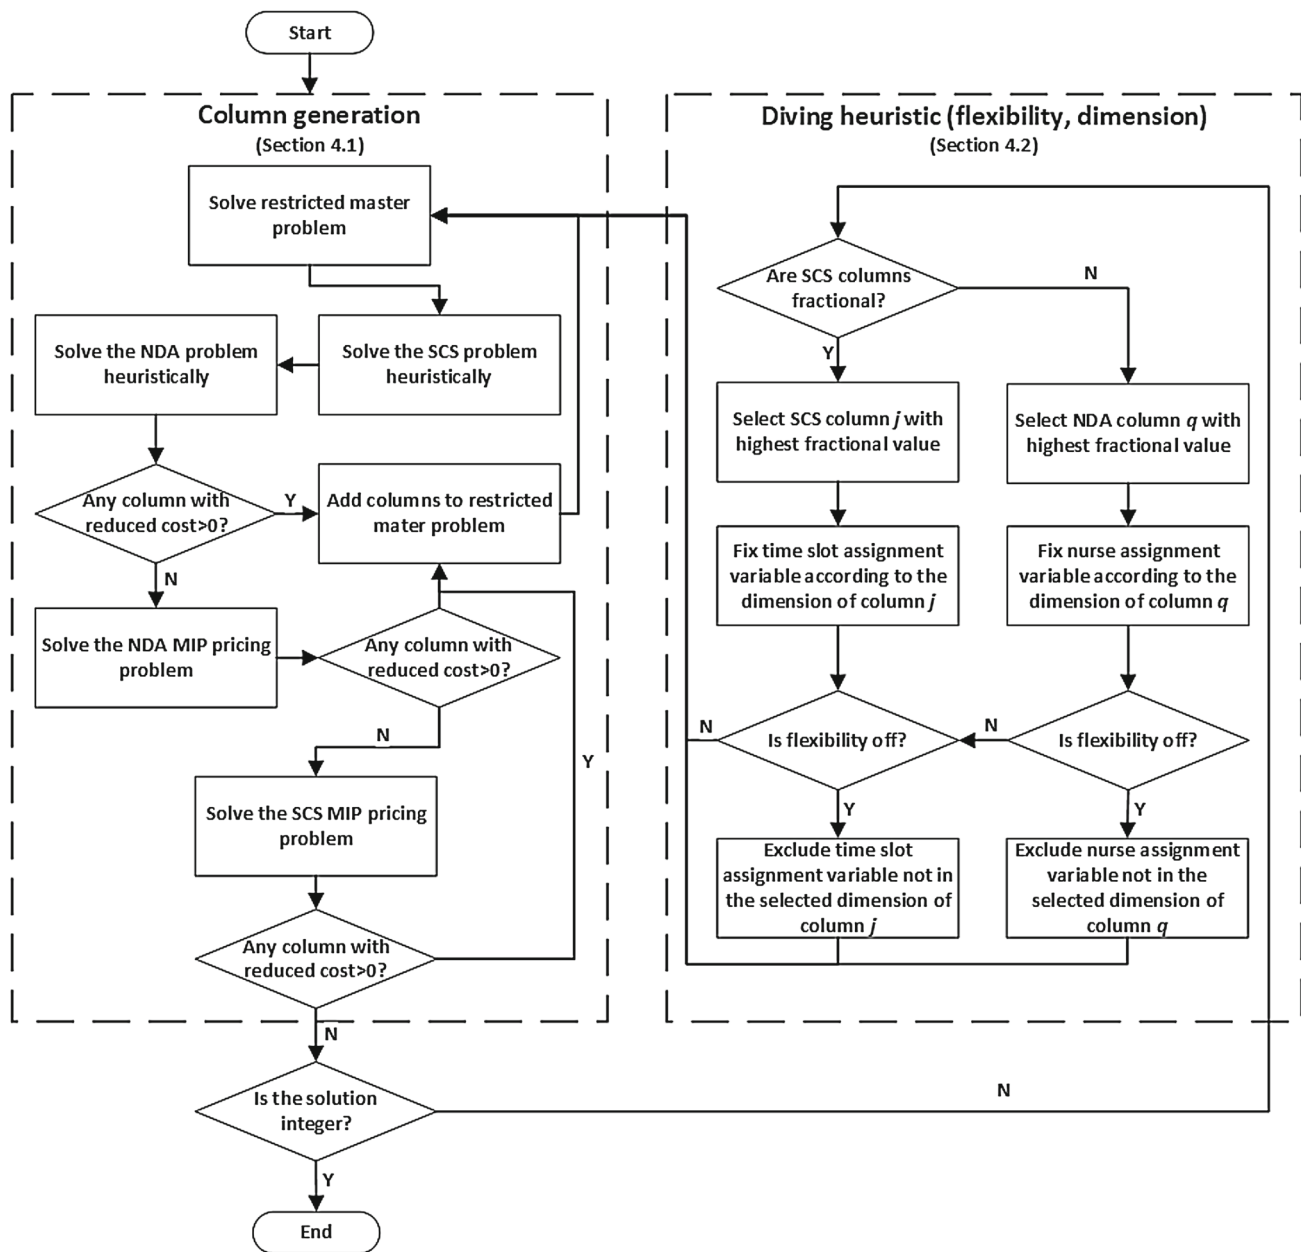 Start
Column generation
(Section 4.1)
Solve restricted master
problem
Solve the NDA problem
heuristically
Solve the SCS problem
heuristically
Any column with
reduced cost>0?
Y
Add columns to restricted
mater problem
N
Solve the NDA MIP pricing
problem
Any column with
reduced cost>0?
N
Y
Solve the SCS MIP pricing
problem
Any column with
reduced cost>0?
N
Is the solution
integer?
N
Y
End
Diving heuristic (flexibility, dimension)
(Section 4.2)
Are SCS columns
fractional?
N
Y
Select SCS column j with
highest fractional value
Select NDA column q with
highest fractional value
Fix time slot assignment
variable according to the
dimension of column j
Fix nurse assignment
variable according to the
dimension of column q
N
Is flexibility off?
N
Is flexibility off?
Y
Y
Exclude time slot
assignment variable not in
the selected dimension of
column j
Exclude nurse assignment
variable not in the
selected dimension of
column q